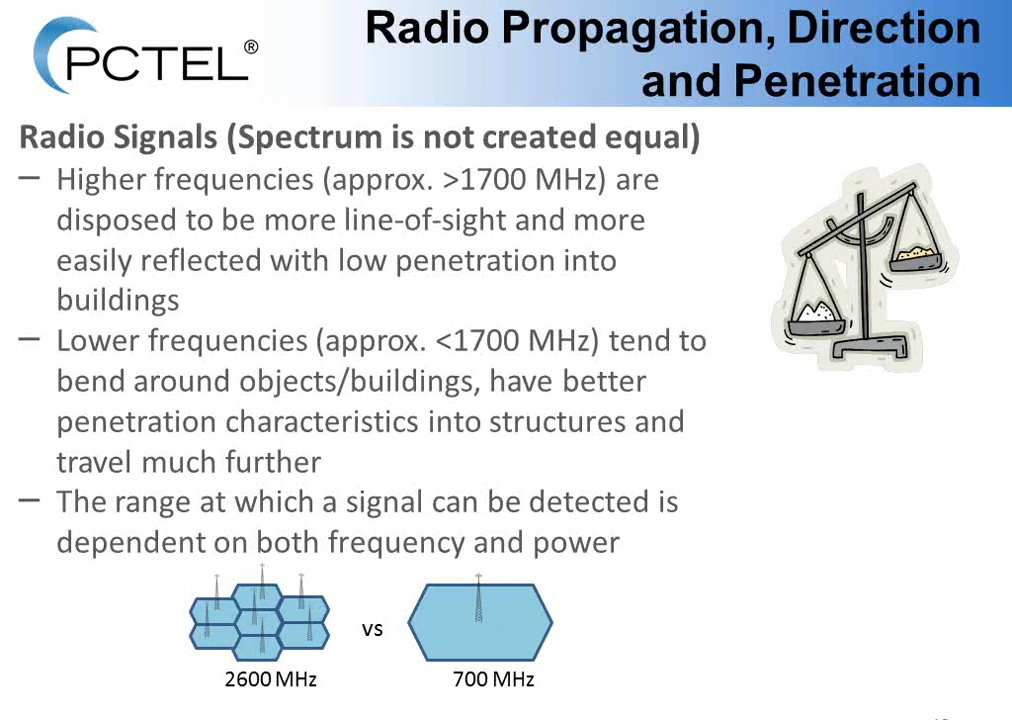 PCTEL®
Radio Propagation, Direction
and Penetration
Radio Signals (Spectrum is not created equal)
– Higher frequencies (approx. >1700 MHz) are
disposed to be more line-of-sight and more
easily reflected with low penetration into
buildings
– Lower frequencies (approx. <1700 MHz) tend to
bend around objects/buildings, have better
penetration characteristics into structures and
travel much further
– The range at which a signal can be detected is
dependent on both frequency and power
vs
2600 MHz
700 MHz